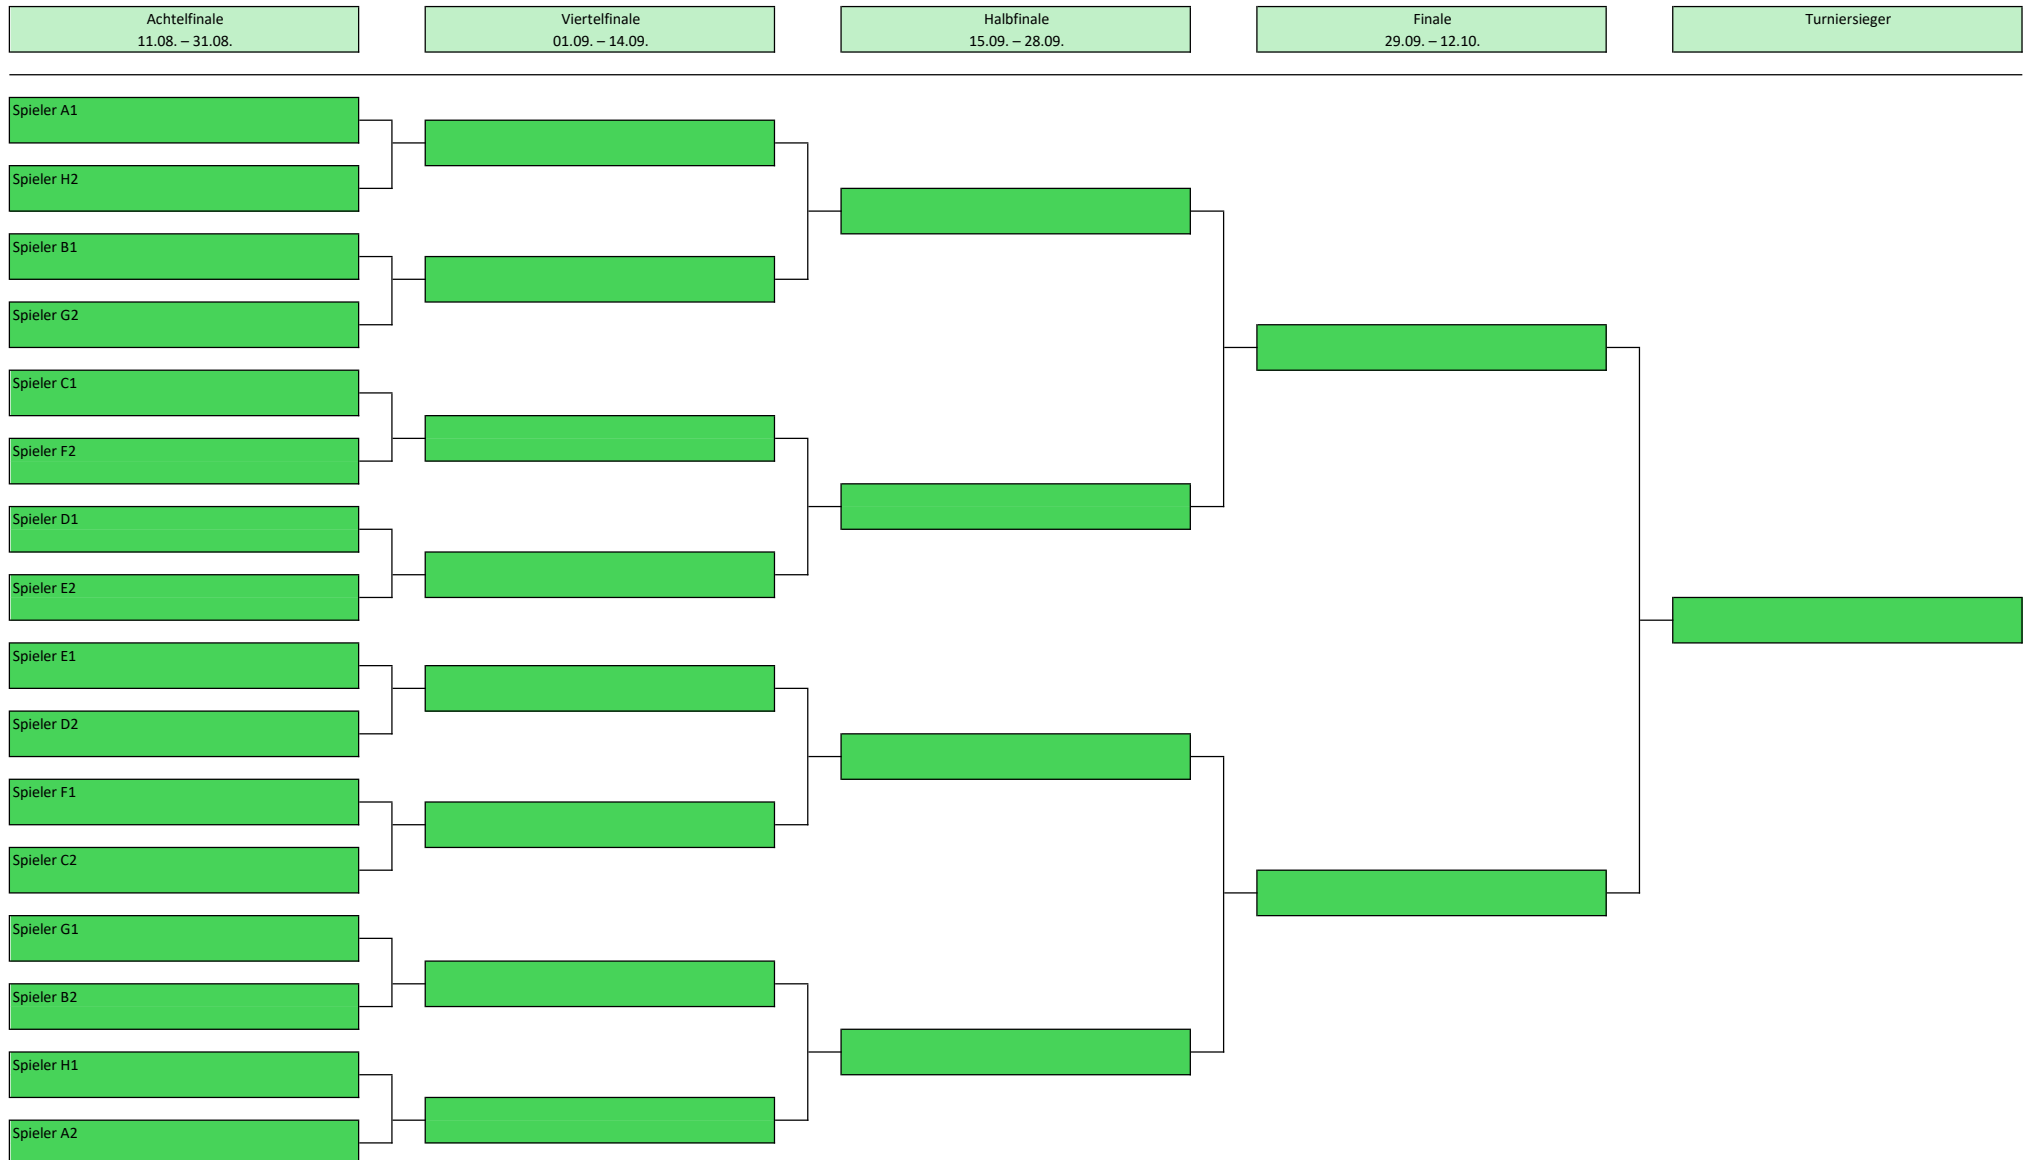 Achtelfinale
11.08. – 31.08.
Viertelfinale
01.09. – 14.09.
Halbfinale
15.09. – 28.09.
Finale
29.09. – 12.10.
Turniersieger
Spieler A1
Spieler H2
Spieler B1
Spieler G2
Spieler C1
Spieler F2
Spieler D1
Spieler E2
Spieler E1
Spieler D2
Spieler F1
Spieler C2
Spieler G1
Spieler B2
Spieler H1
Spieler A2